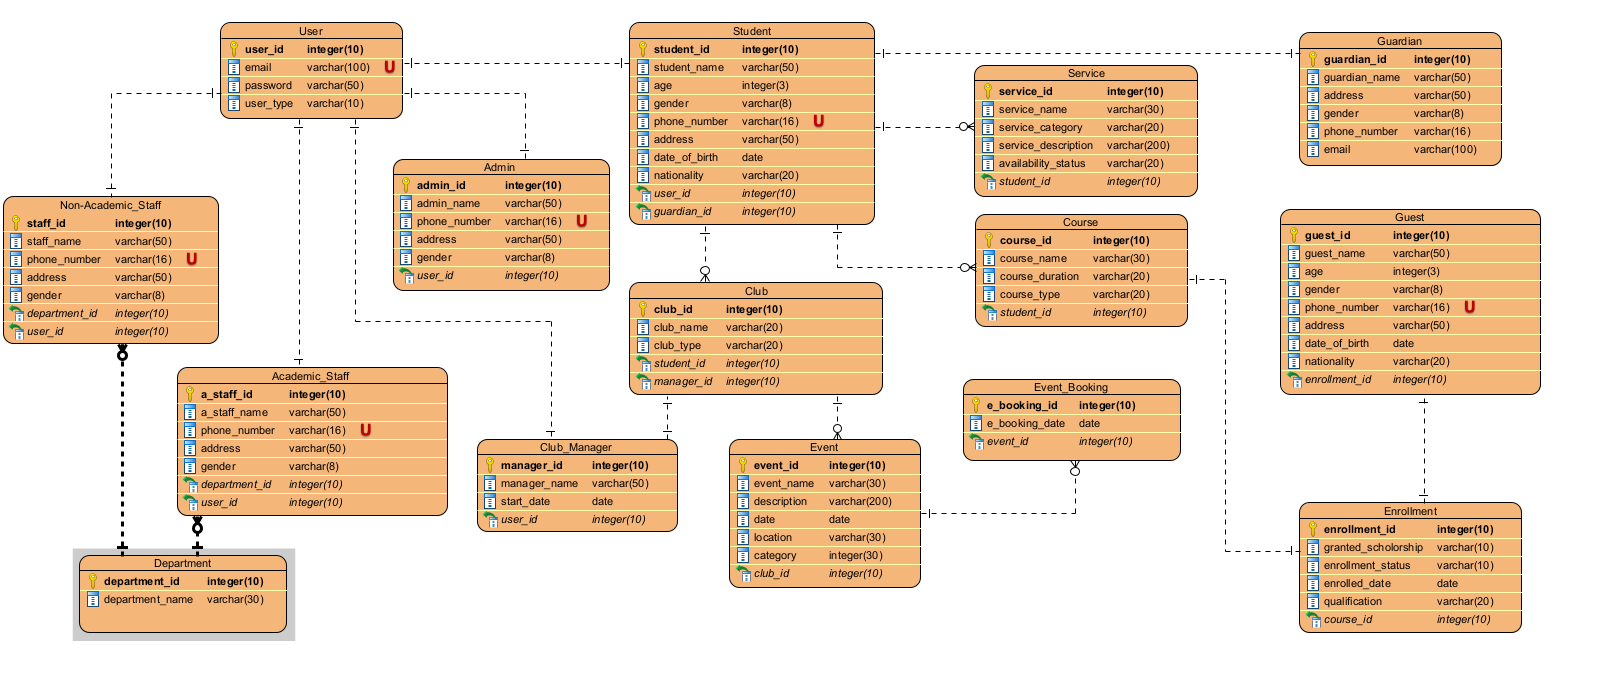 User
user_id integer(10)
email varchar(100) U
password varchar(50)
user_type varchar(10)
Student
student_id integer(10)
student_name varchar(50)
age integer(3)
gender varchar(8)
phone_number varchar(16) U
address varchar(50)
date_of_birth date
nationality varchar(20)
user_id integer(10)
guardian_id integer(10)
Guardian
guardian_id integer(10)
guardian_name varchar(50)
address varchar(50)
gender varchar(8)
phone_number varchar(16)
email varchar(100)
Service
service_id integer(10)
service_name varchar(30)
service_category varchar(20)
service_description varchar(200)
availability_status varchar(20)
student_id integer(10)
Admin
admin_id integer(10)
admin_name varchar(50)
phone_number varchar(16) U
address varchar(50)
gender varchar(8)
user_id integer(10)
Non-Academic_Staff
staff_id integer(10)
staff_name varchar(50)
phone_number varchar(16) U
address varchar(50)
gender varchar(8)
department_id integer(10)
user_id integer(10)
Course
course_id integer(10)
course_name varchar(30)
course_duration varchar(20)
course_type varchar(20)
student_id integer(10)
Guest
guest_id integer(10)
guest_name varchar(50)
age integer(3)
gender varchar(8)
phone_number varchar(16) U
address varchar(50)
date_of_birth date
nationality varchar(20)
enrollment_id integer(10)
Club
club_id integer(10)
club_name varchar(20)
club_type varchar(20)
student_id integer(10)
manager_id integer(10)
Academic_Staff
a_staff_id integer(10)
a_staff_name varchar(50)
phone_number varchar(16) U
address varchar(50)
gender varchar(8)
department_id integer(10)
user_id integer(10)
Event_Booking
e_booking_id integer(10)
e_booking_date date
event_id integer(10)
Club_Manager
manager_id integer(10)
manager_name varchar(50)
start_date date
user_id integer(10)
Event
event_id integer(10)
event_name varchar(30)
description varchar(200)
date date
location varchar(30)
category integer(30)
club_id integer(10)
Enrollment
enrollment_id integer(10)
granted_scholorship varchar(10)
enrollment_status varchar(10)
enrolled_date date
qualification varchar(20)
course_id integer(10)
Department
department_id integer(10)
department_name varchar(30)